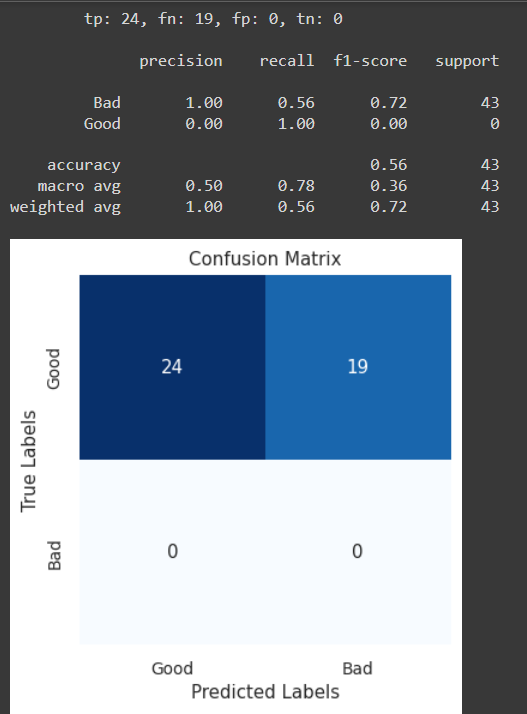 tp: 24, fn: 19, fp: 0, tn: 0
precision recall f1-score support
Bad 1.00 0.56 0.72 43
Good 0.00 1.00 0.00 0
accuracy 0.56 43
macro avg 0.50 0.78 0.36 43
weighted avg 1.00 0.56 0.72 43
Confusion Matrix
True Labels
Good
24 19
Bad
0 0
Good Bad
Predicted Labels